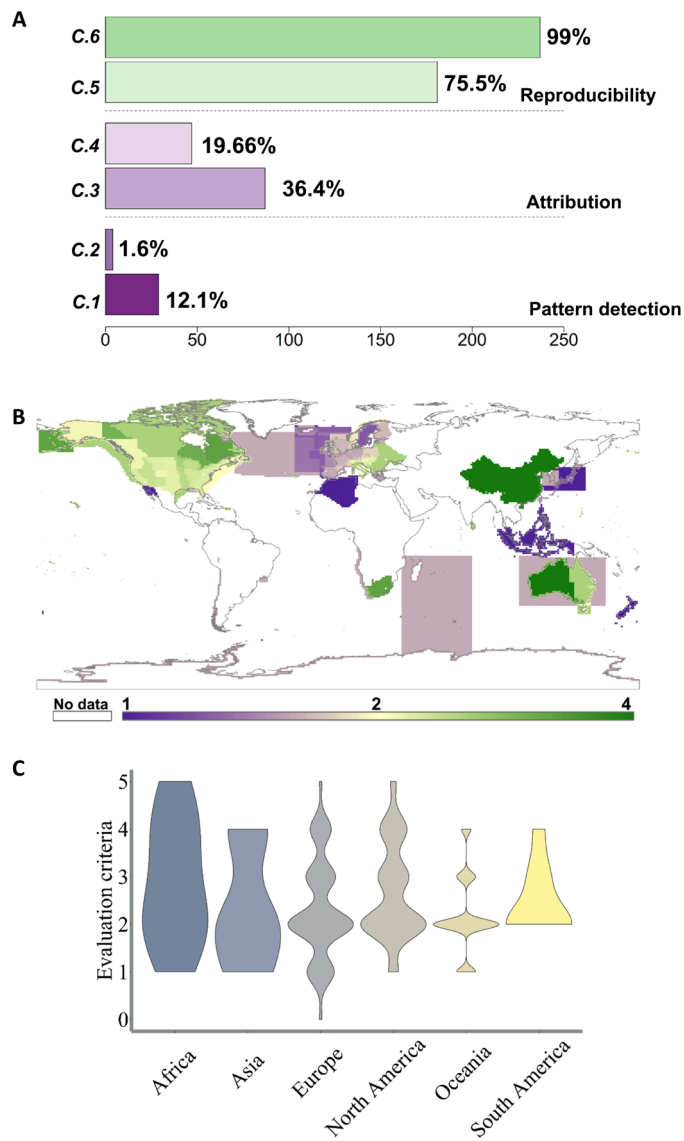 A
C.6 99%
C.5 75.5%
Reproducibility
C.4 19.66%
C.3 36.4%
Attribution
C.2 1.6%
C.1 12.1%
Pattern detection
0 50 100 150 200 250
B
No data 1 2 4
C
Evaluation criteria
5
4
3
2
1
0
Africa Asia Europe North America Oceania South America